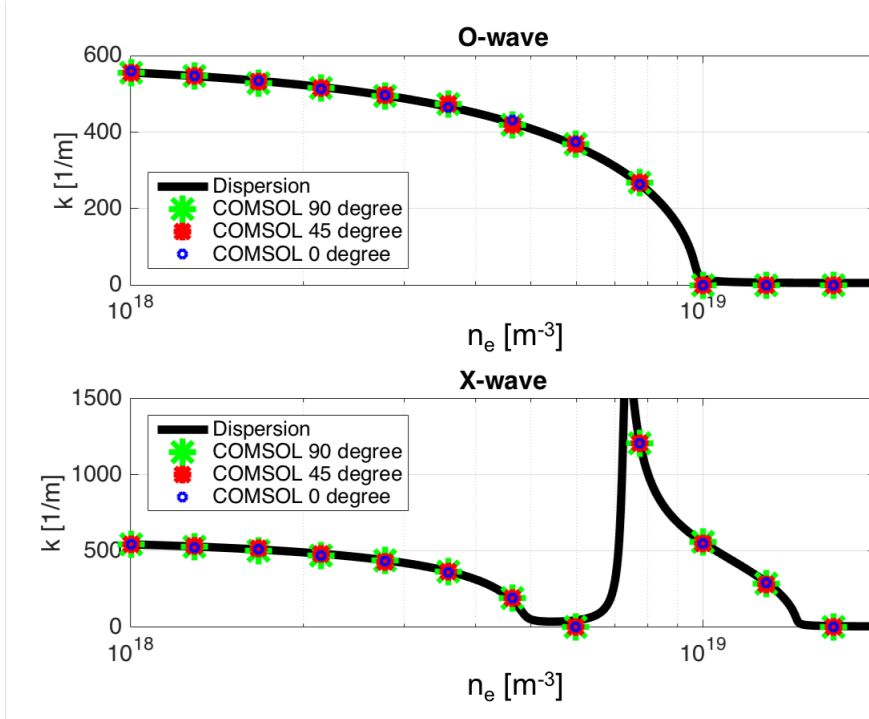 O-wave
600
400
200
0
k [1/m]
Dispersion
COMSOL 90 degree
COMSOL 45 degree
COMSOL 0 degree
10^18
10^19
n_e [m^-3]
X-wave
1500
1000
500
0
k [1/m]
Dispersion
COMSOL 90 degree
COMSOL 45 degree
COMSOL 0 degree
10^18
10^19
n_e [m^-3]